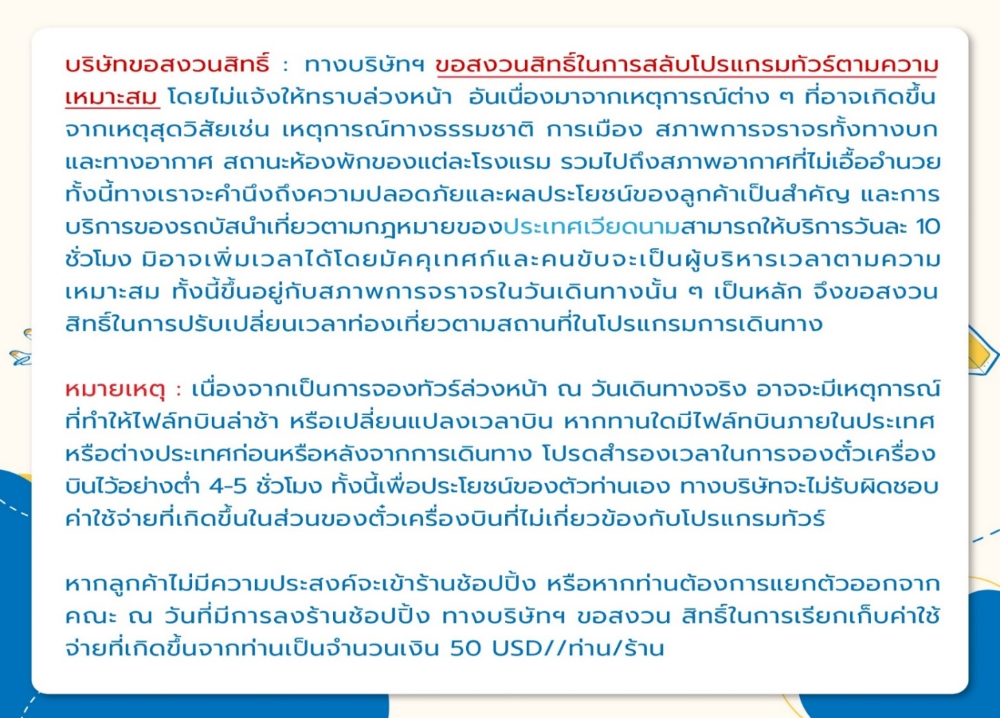 บริษัทขอสงวนสิทธิ์ : ทางบริษัทฯ ขอสงวนสิทธิ์ในการสลับโปรแกรมทัวร์ตามความ
เหมาะสม โดยไม่แจ้งให้ทราบล่วงหน้า อันเนื่องมาจากเหตุการณ์ต่าง ๆ ที่อาจเกิดขึ้น
จากเหตุสุดวิสัยเช่น เหตุการณ์ทางธรรมชาติ การเมือง สภาพการจราจรทั้งทางบก
และทางอากาศ สถานะห้องพักของแต่ละโรงแรม รวมไปถึงสภาพอากาศที่ไม่เอื้ออำนวย
ทั้งนี้ทางเราจะคำนึงถึงความปลอดภัยและผลประโยชน์ของลูกค้าเป็นสำคัญ และการ
บริการของรถบัสนำเที่ยวตามกฎหมายของประเทศเวียดนามสามารถให้บริการวันละ 10
ชั่วโมง มิอาจเพิ่มเวลาได้โดยมัคคุเทศก์และคนขับจะเป็นผู้บริหารเวลาตามความ
เหมาะสม ทั้งนี้ขึ้นอยู่กับสภาพการจราจรในวันเดินทางนั้น ๆ เป็นหลัก จึงขอสงวน
สิทธิ์ในการปรับเปลี่ยนเวลาท่องเที่ยวตามสถานที่ในโปรแกรมการเดินทาง
หมายเหตุ : เนื่องจากเป็นการจองทัวร์ล่วงหน้า ณ วันเดินทางจริง อาจจะมีเหตุการณ์
ที่ทำให้ไฟล์ทบินล่าช้า หรือเปลี่ยนแปลงเวลาบิน หากทานใดมีไฟล์ทบินภายในประเทศ
หรือต่างประเทศก่อนหรือหลังจากการเดินทาง โปรดสำรองเวลาในการจองตั๋วเครื่อง
บินไว้อย่างต่ำ 4-5 ชั่วโมง ทั้งนี้เพื่อประโยชน์ของตัวท่านเอง ทางบริษัทจะไม่รับผิดชอบ
ค่าใช้จ่ายที่เกิดขึ้นในส่วนของตั๋วเครื่องบินที่ไม่เกี่ยวข้องกับโปรแกรมทัวร์
หากลูกค้าไม่มีความประสงค์จะเข้าร้านช้อปปิ้ง หรือหากท่านต้องการแยกตัวออกจาก
คณะ ณ วันที่มีการลงร้านช้อปปิ้ง ทางบริษัทฯ ขอสงวน สิทธิ์ในการเรียกเก็บค่าใช้
จ่ายที่เกิดขึ้นจากท่านเป็นจำนวนเงิน 50 USD//ท่าน/ร้าน